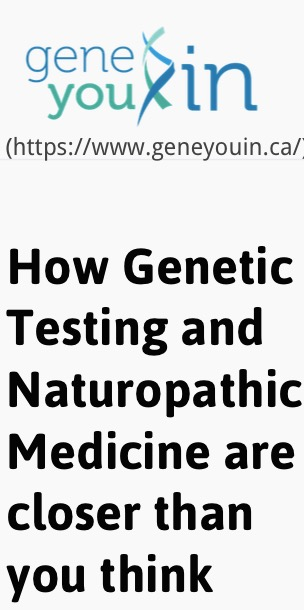 gene
you in
(https://www.geneyouin.ca/)
How Genetic
Testing and
Naturopathic
Medicine are
closer than
you think